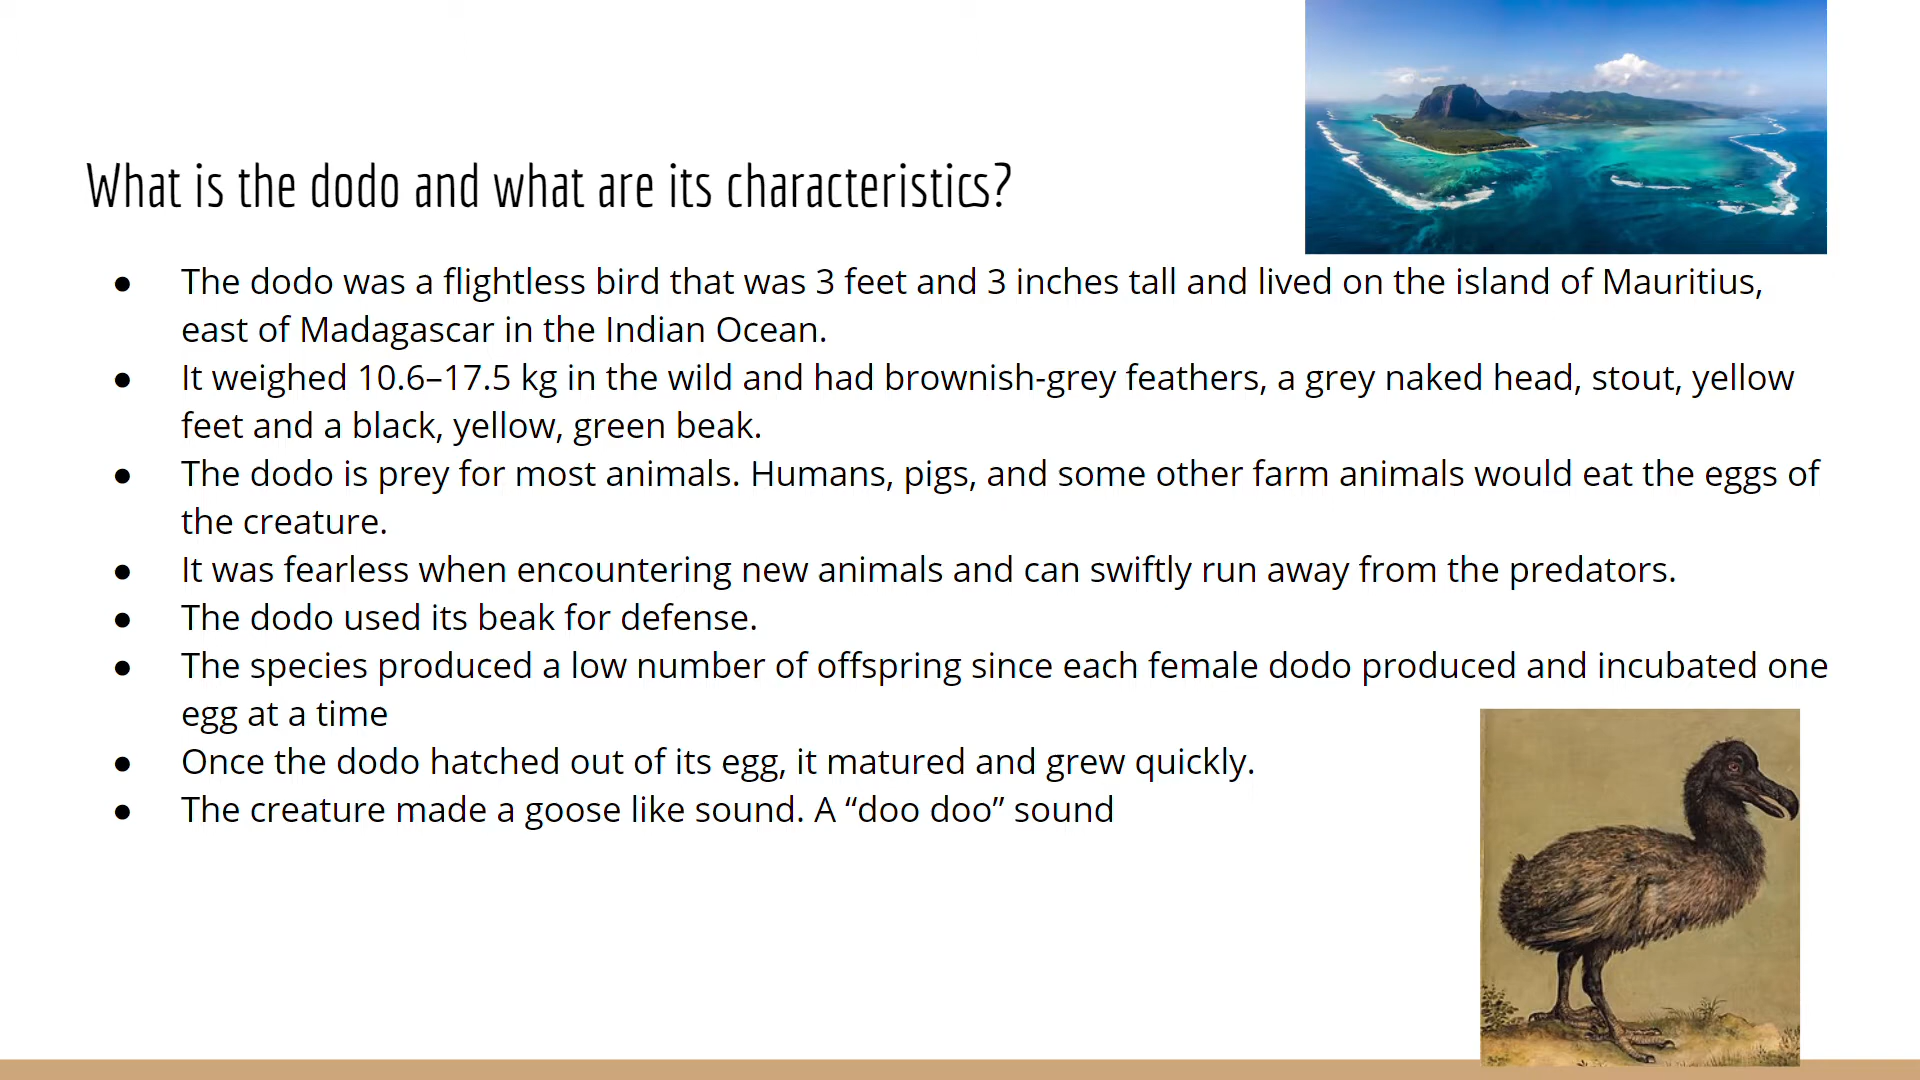 What is the dodo and what are its characteristics?
● The dodo was a flightless bird that was 3 feet and 3 inches tall and lived on the island of Mauritius,
east of Madagascar in the Indian Ocean.
● It weighed 10.6–17.5 kg in the wild and had brownish-grey feathers, a grey naked head, stout, yellow
feet and a black, yellow, green beak.
● The dodo is prey for most animals. Humans, pigs, and some other farm animals would eat the eggs of
the creature.
● It was fearless when encountering new animals and can swiftly run away from the predators.
● The dodo used its beak for defense.
● The species produced a low number of offspring since each female dodo produced and incubated one
egg at a time
● Once the dodo hatched out of its egg, it matured and grew quickly.
● The creature made a goose like sound. A “doo doo” sound